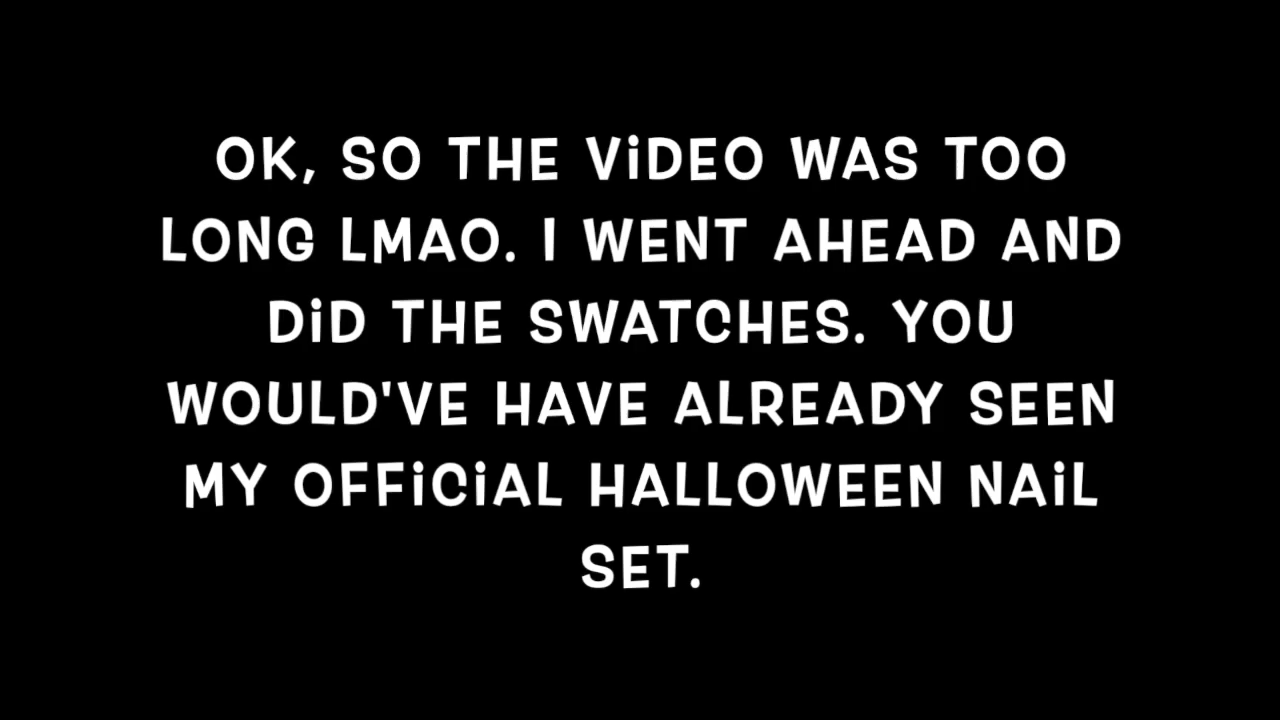 OK, SO THE ViDEO WAS TOO
LONG LMAO. I WENT AHEAD AND
DiD THE SWATCHES. YOU
WOULD'VE HAVE ALREADY SEEN
MY OFFiCiAL HALLOWEEN NAiL
SET.